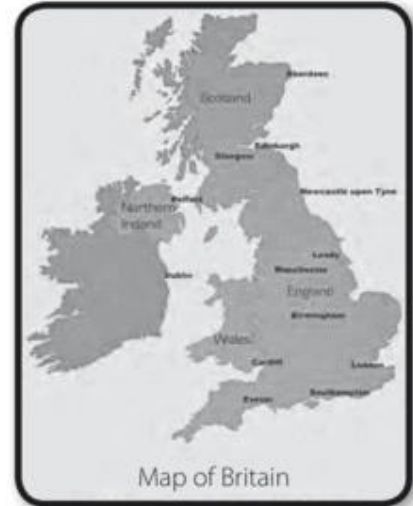 Aberdeen
Scotland
Edinburgh
Glasgow
Newcastle upon Tyne
Belfast
Northern
Ireland
Leeds
Manchester
Dublin
England
Birmingham
Wales
Cardiff
London
Exeter
Southampton
Map of Britain